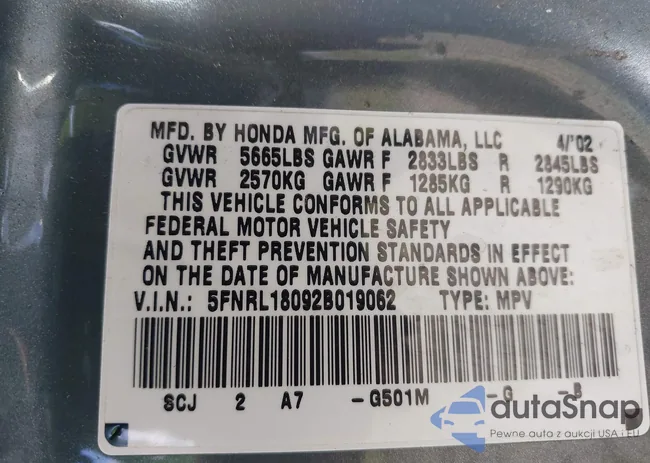 MFD. BY HONDA MFG. OF ALABAMA, LLC 4/'02
GVWR 5665LBS GAWR F 2833LBS R 2845LBS
GVWR 2570KG GAWR F 1285KG R 1290KG
THIS VEHICLE CONFORMS TO ALL APPLICABLE
FEDERAL MOTOR VEHICLE SAFETY
AND THEFT PREVENTION STANDARDS IN EFFECT
ON THE DATE OF MANUFACTURE SHOWN ABOVE:
V.I.N.: 5FNRL18092B019062 TYPE: MPV
SCJ 2 A7 -G501M -G -B
autaSnap
Pewne auta z aukcji USA i EU